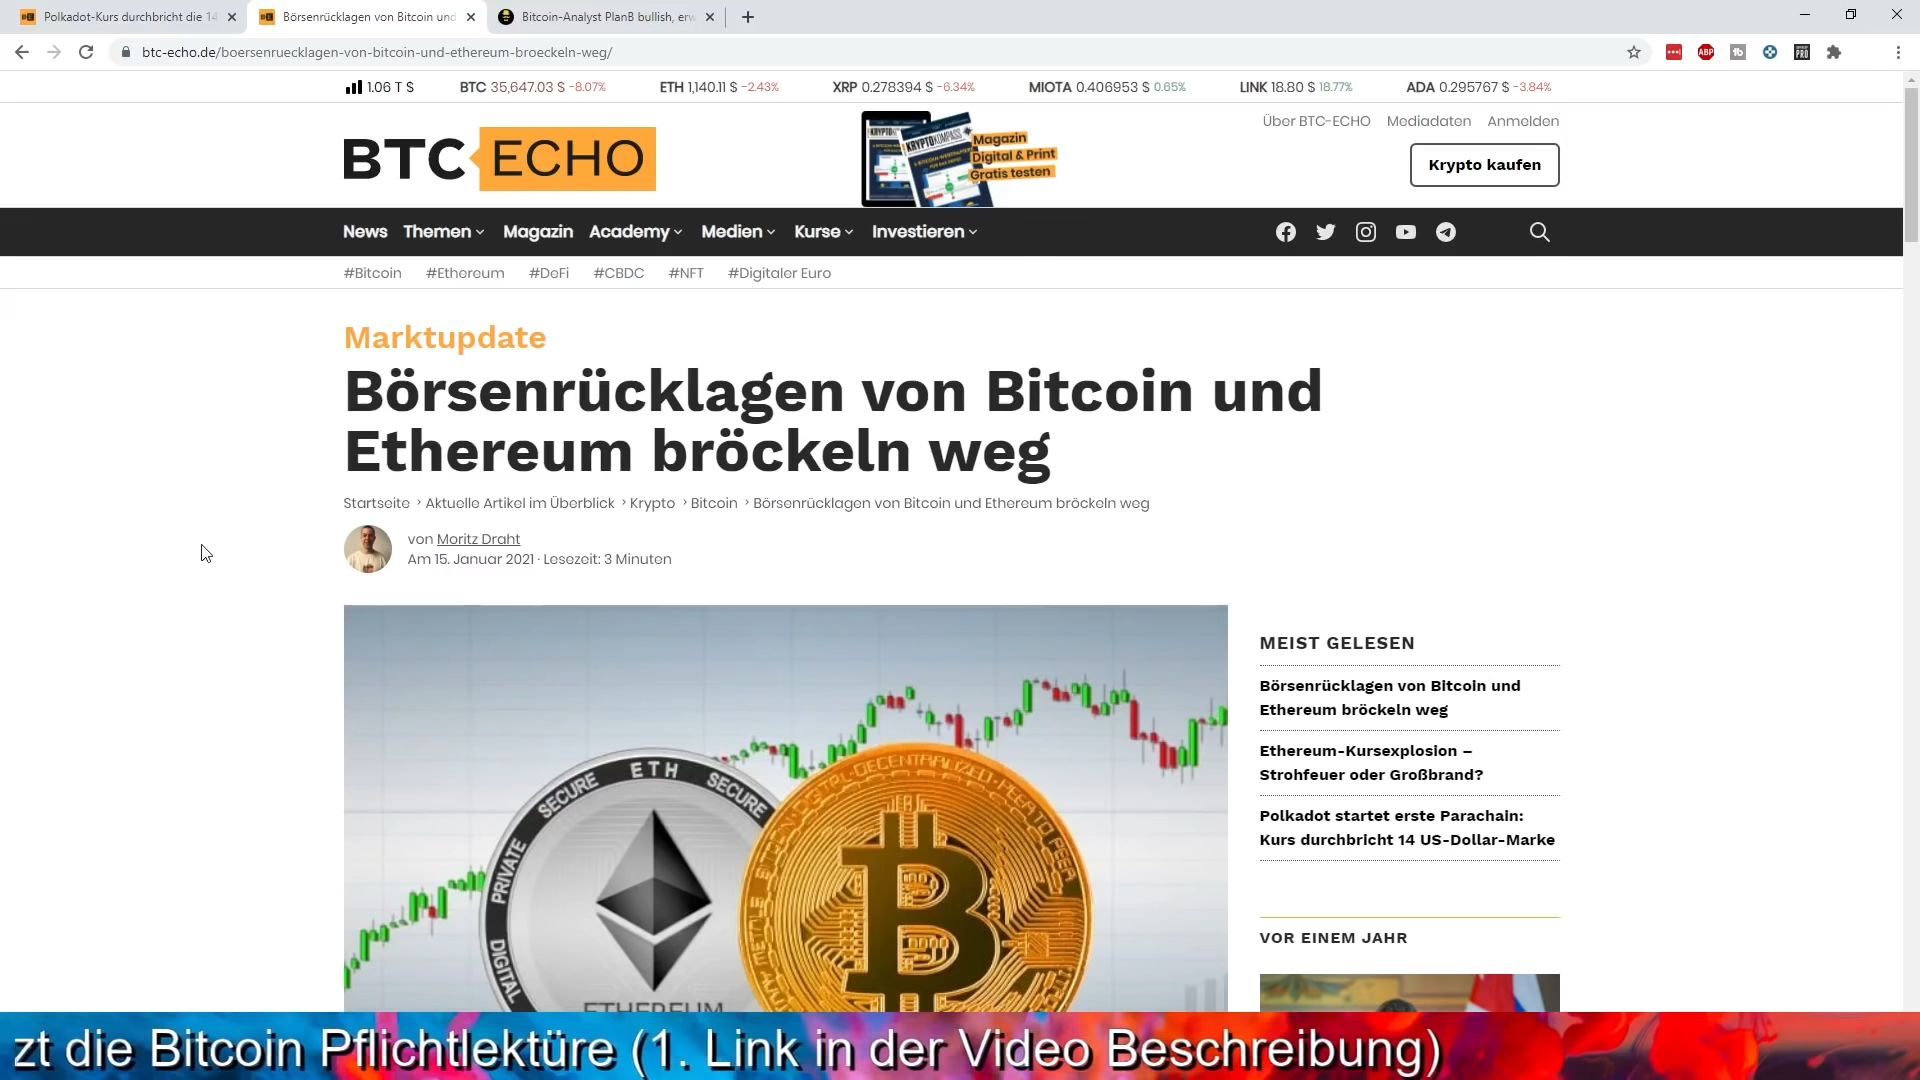 Polkadot-Kurs durchbricht die 14
Börsenrücklagen von Bitcoin und
Bitcoin-Analyst PlanB bullish, erw
btc-echo.de/boersenruecklagen-von-bitcoin-und-ethereum-broeckeln-weg/
ABP
1.06 T $
BTC 35,647.03 $ -8.07%
ETH 1,140.11 $ -2.43%
XRP 0.278394 $ -6.34%
MIOTA 0.406953 $ 0.65%
LINK 18.80 $ 18.77%
ADA 0.295767 $ -3.84%
BTC ECHO
KRYPTOKOMPASS
Magazin
Digital & Print
Gratis testen
Über BTC-ECHO Mediadaten Anmelden
Krypto kaufen
News Themen Magazin Academy Medien Kurse Investieren
#Bitcoin #Ethereum #DeFi #CBDC #NFT #Digitaler Euro
Marktupdate
Börsenrücklagen von Bitcoin und
Ethereum bröckeln weg
Startseite › Aktuelle Artikel im Überblick › Krypto › Bitcoin › Börsenrücklagen von Bitcoin und Ethereum bröckeln weg
von Moritz Draht
Am 15. Januar 2021 · Lesezeit: 3 Minuten
ETH SECURE
SECURE
PRIVATE
DIGITAL
ETHEREUM
DECENTRALIZED
MEIST GELESEN
Börsenrücklagen von Bitcoin und
Ethereum bröckeln weg
Ethereum-Kursexplosion –
Strohfeuer oder Großbrand?
Polkadot startet erste Parachain:
Kurs durchbricht 14 US-Dollar-Marke
VOR EINEM JAHR
zt die Bitcoin Pflichtlektüre (1. Link in der Video Beschreibung)